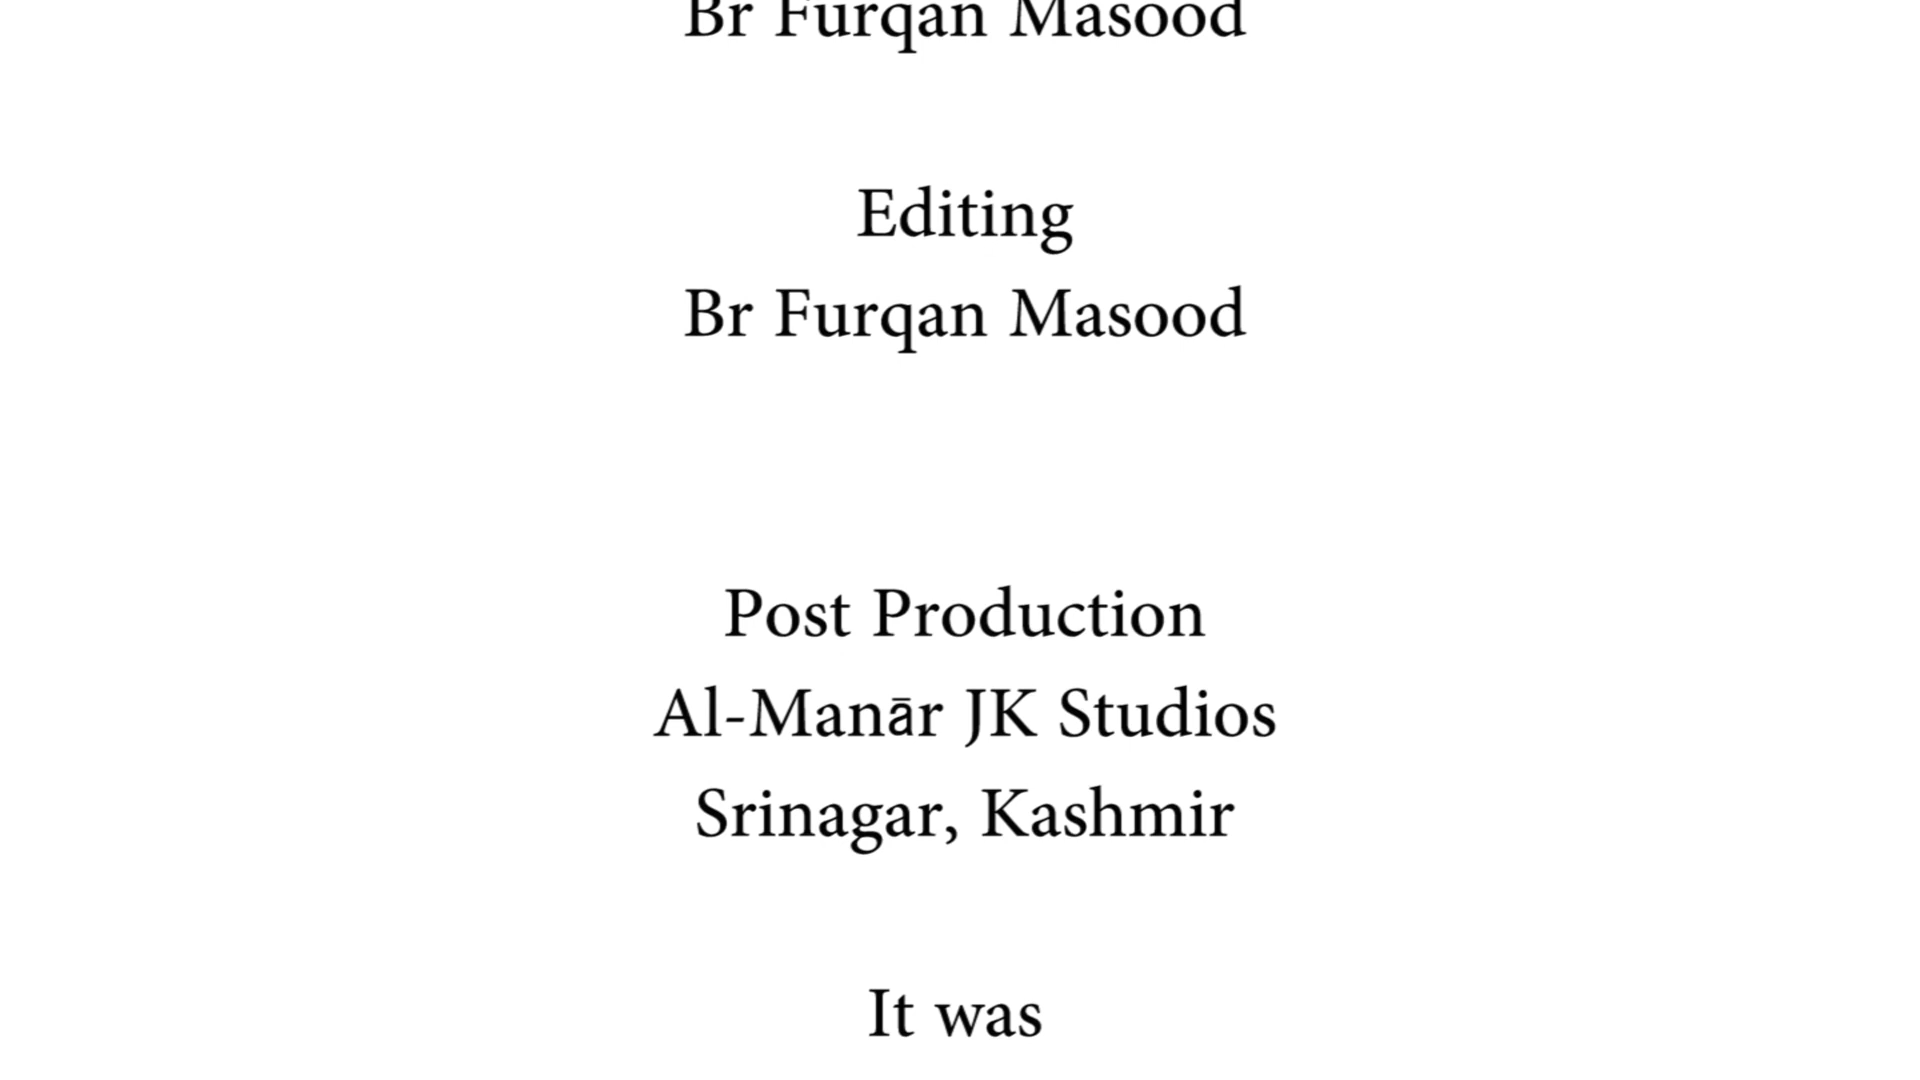 Br Furqan Masood
Editing
Br Furqan Masood
Post Production
Al-Manār JK Studios
Srinagar, Kashmir
It was